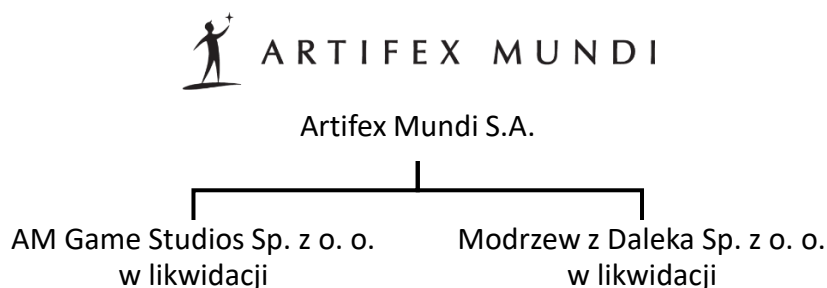 ARTIFEX MUNDI
Artifex Mundi S.A.
AM Game Studios Sp. z o. o.
w likwidacji
Modrzew z Daleka Sp. z o. o.
w likwidacji